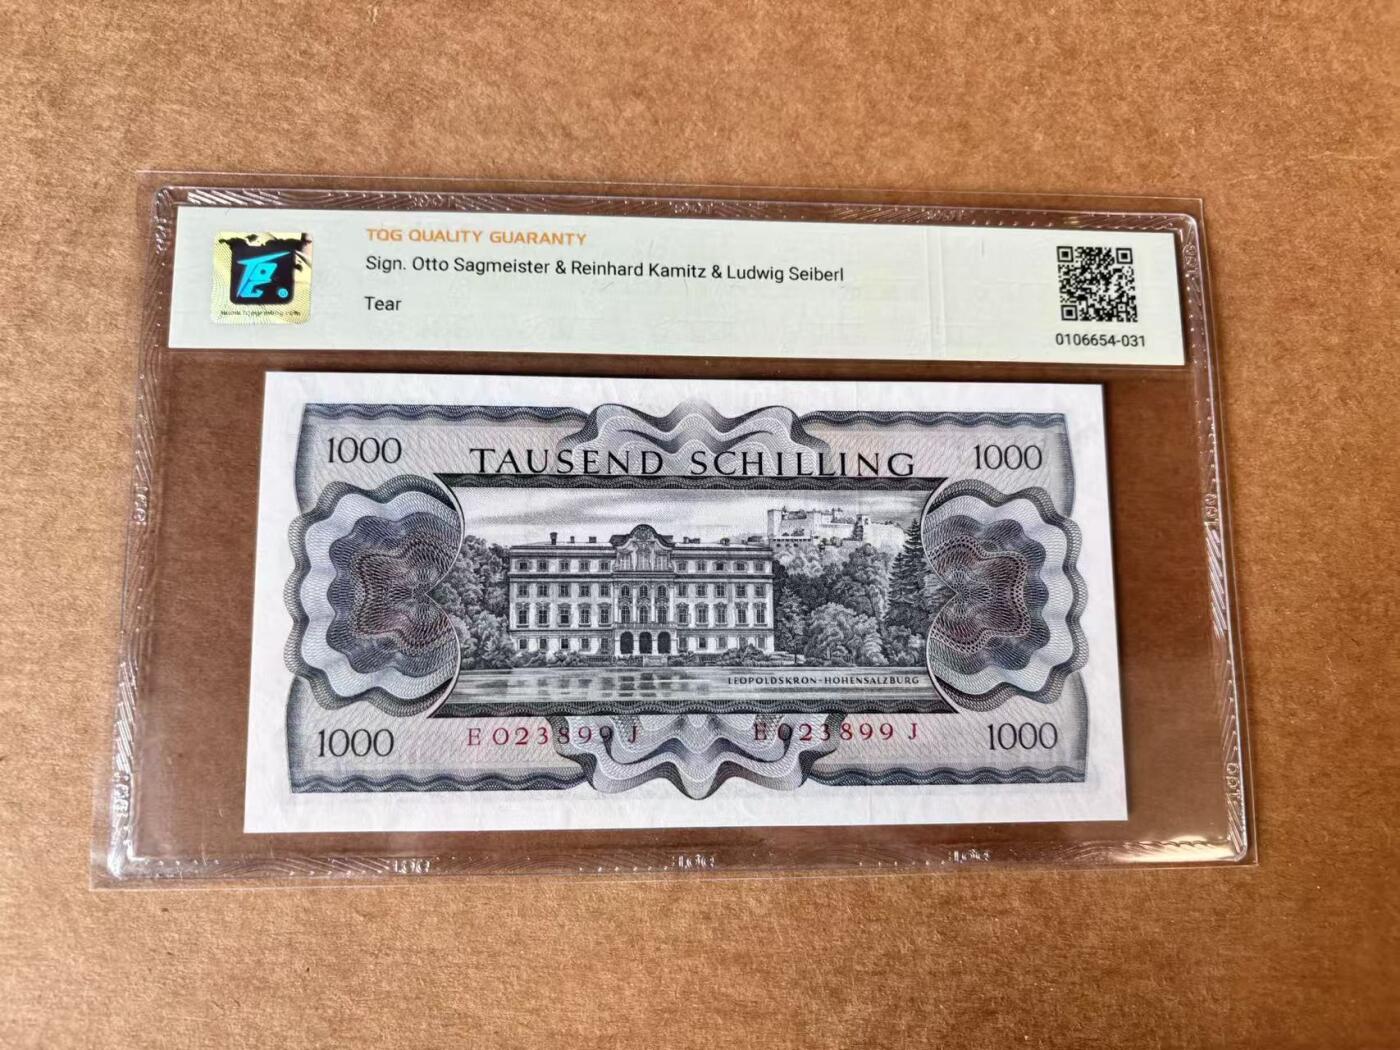 TQG QUALITY GUARANTY
Sign. Otto Sagmeister & Reinhard Kamitz & Ludwig Seiberl
Tear
0106654-031
1000
TAUSEND SCHILLING
1000
LEOPOLDSKRON-HOHENSALZBURG
1000
E 023899 J
E 023899 J
1000